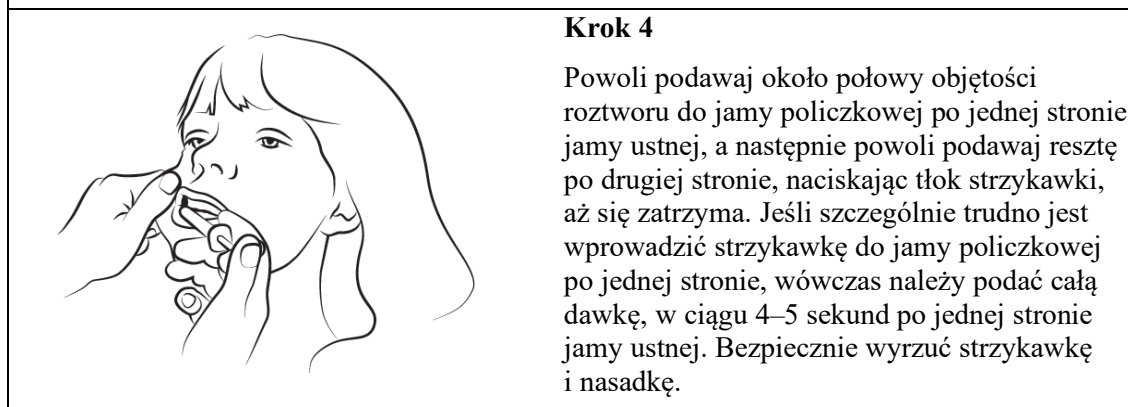 Krok 4
Powoli podawaj około połowy objętości
roztworu do jamy policzkowej po jednej stronie
jamy ustnej, a następnie powoli podawaj resztę
po drugiej stronie, naciskając tłok strzykawki,
aż się zatrzyma. Jeśli szczególnie trudno jest
wprowadzić strzykawkę do jamy policzkowej
po jednej stronie, wówczas należy podać całą
dawkę, w ciągu 4–5 sekund po jednej stronie
jamy ustnej. Bezpiecznie wyrzuć strzykawkę
i nasadkę.